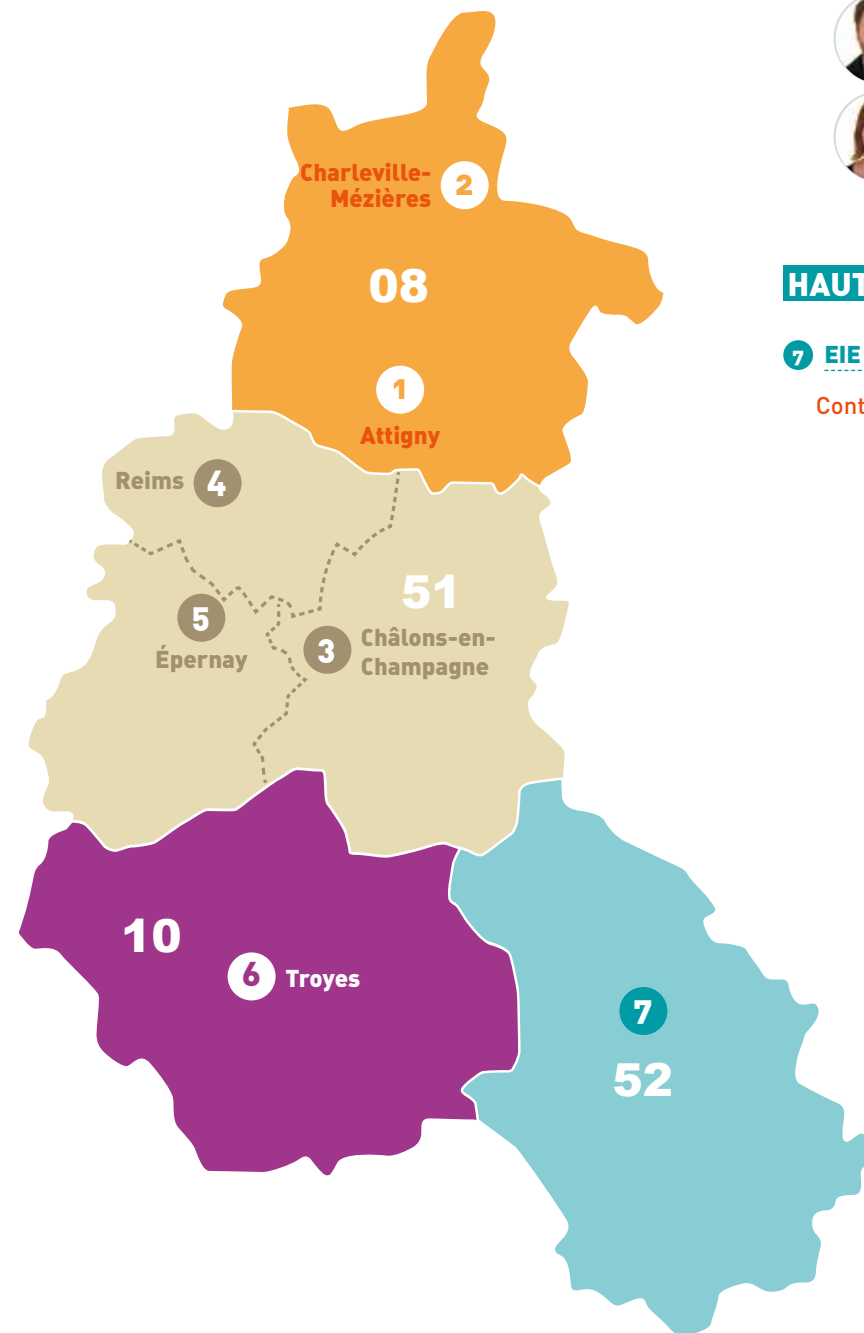 Charleville-
Mézières
2
08
1
Attigny
Reims 4
51
5
Épernay
3
Châlons-en-
Champagne
10
6 Troyes
7
52
HAUT
7 EIE
Cont